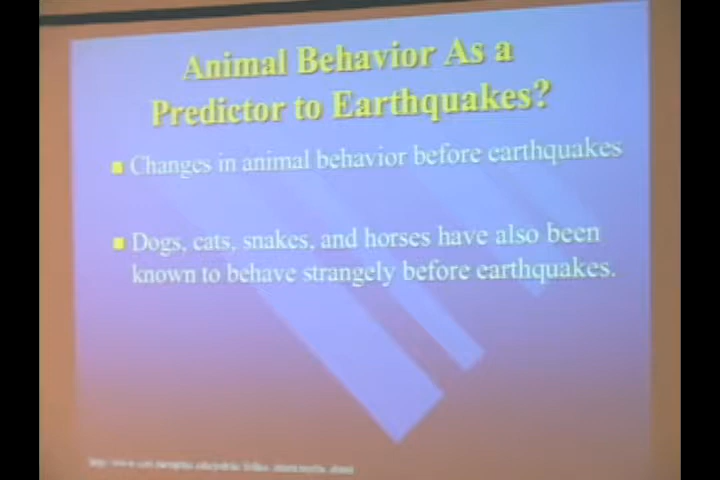 Animal Behavior As a
Predictor to Earthquakes?
Changes in animal behavior before earthquakes
Dogs, cats, snakes, and horses have also been
known to behave strangely before earthquakes.